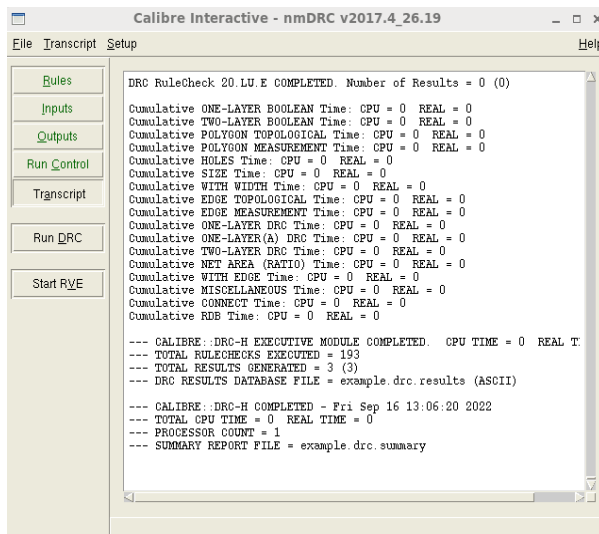 Calibre Interactive - nmDRC v2017.4_26.19
File Transcript Setup Help
Rules
Inputs
Outputs
Run Control
Transcript
Run DRC
Start RVE
DRC RuleCheck 20.LU.E COMPLETED. Number of Results = 0 (0)
Cumulative ONE-LAYER BOOLEAN Time: CPU = 0 REAL = 0
Cumulative TWO-LAYER BOOLEAN Time: CPU = 0 REAL = 0
Cumulative POLYGON TOPOLOGICAL Time: CPU = 0 REAL = 0
Cumulative POLYGON MEASUREMENT Time: CPU = 0 REAL = 0
Cumulative HOLES Time: CPU = 0 REAL = 0
Cumulative SIZE Time: CPU = 0 REAL = 0
Cumulative WITH WIDTH Time: CPU = 0 REAL = 0
Cumulative EDGE TOPOLOGICAL Time: CPU = 0 REAL = 0
Cumulative EDGE MEASUREMENT Time: CPU = 0 REAL = 0
Cumulative ONE-LAYER DRC Time: CPU = 0 REAL = 0
Cumulative ONE-LAYER(A) DRC Time: CPU = 0 REAL = 0
Cumulative TWO-LAYER DRC Time: CPU = 0 REAL = 0
Cumulative NET AREA (RATIO) Time: CPU = 0 REAL = 0
Cumulative WITH EDGE Time: CPU = 0 REAL = 0
Cumulative MISCELLANEOUS Time: CPU = 0 REAL = 0
Cumulative CONNECT Time: CPU = 0 REAL = 0
Cumulative RDB Time: CPU = 0 REAL = 0
--- CALIBRE::DRC-H EXECUTIVE MODULE COMPLETED. CPU TIME = 0 REAL T
--- TOTAL RULECHECKS EXECUTED = 193
--- TOTAL RESULTS GENERATED = 3 (3)
--- DRC RESULTS DATABASE FILE = example.drc.results (ASCII)
--- CALIBRE::DRC-H COMPLETED - Fri Sep 16 13:06:20 2022
--- TOTAL CPU TIME = 0 REAL TIME = 0
--- PROCESSOR COUNT = 1
--- SUMMARY REPORT FILE = example.drc.summary